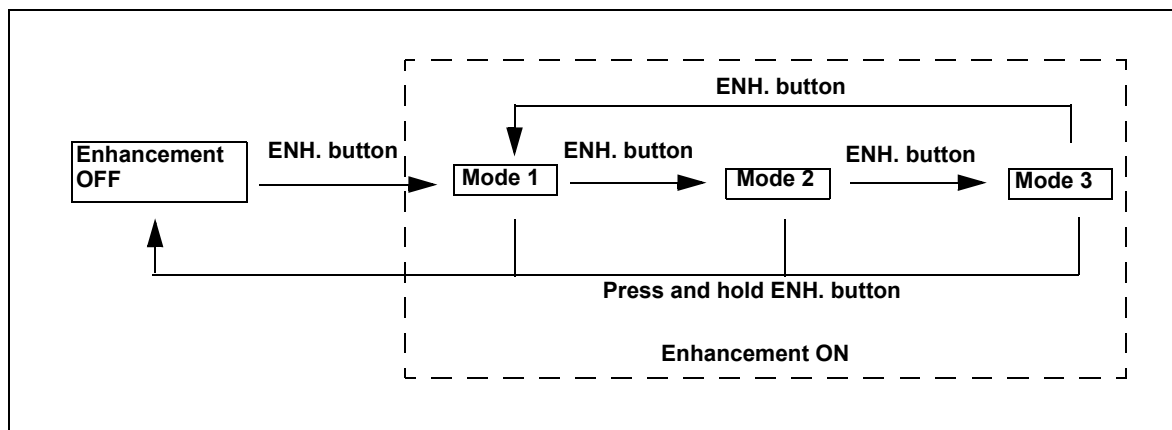 ENH. button
Enhancement
OFF
ENH. button
Mode 1
ENH. button
Mode 2
ENH. button
Mode 3
Press and hold ENH. button
Enhancement ON